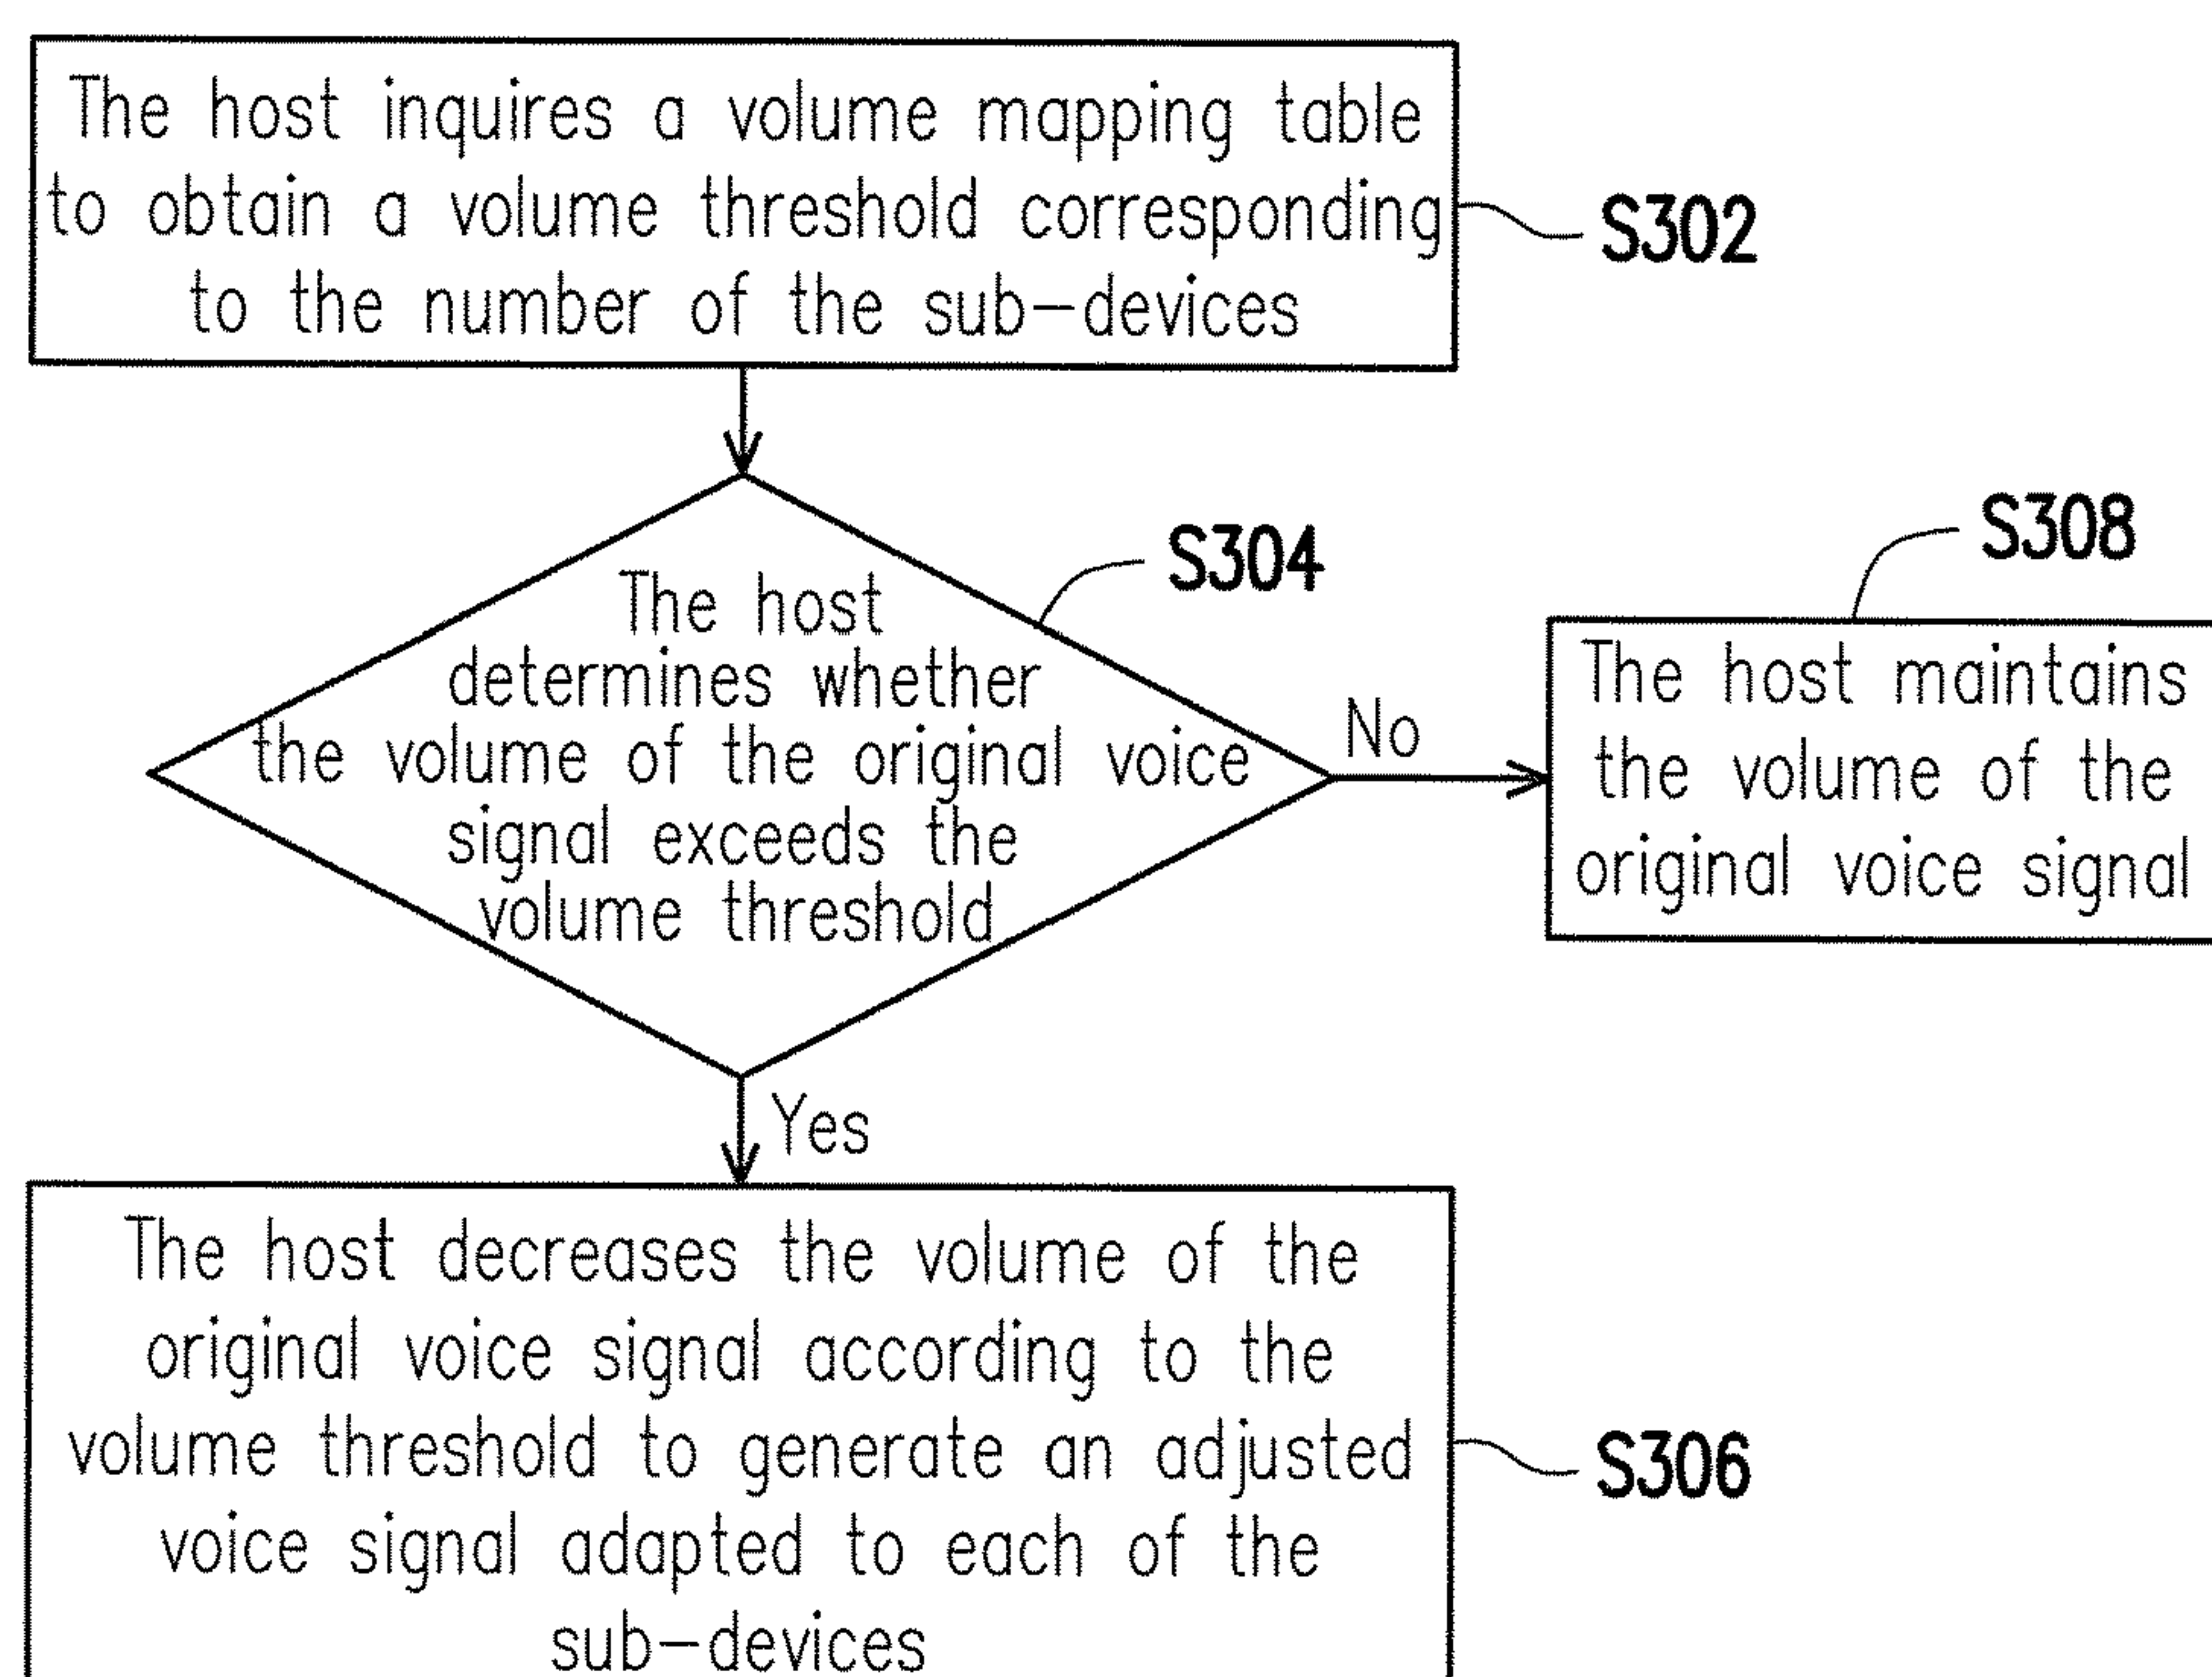 The host inquires a volume mapping table
to obtain a volume threshold corresponding
to the number of the sub-devices
S302
The host
determines whether
the volume of the original voice
signal exceeds the
volume threshold
S304
No
S308
The host maintains
the volume of the
original voice signal
Yes
The host decreases the volume of the
original voice signal according to the
volume threshold to generate an adjusted
voice signal adapted to each of the
sub-devices
S306